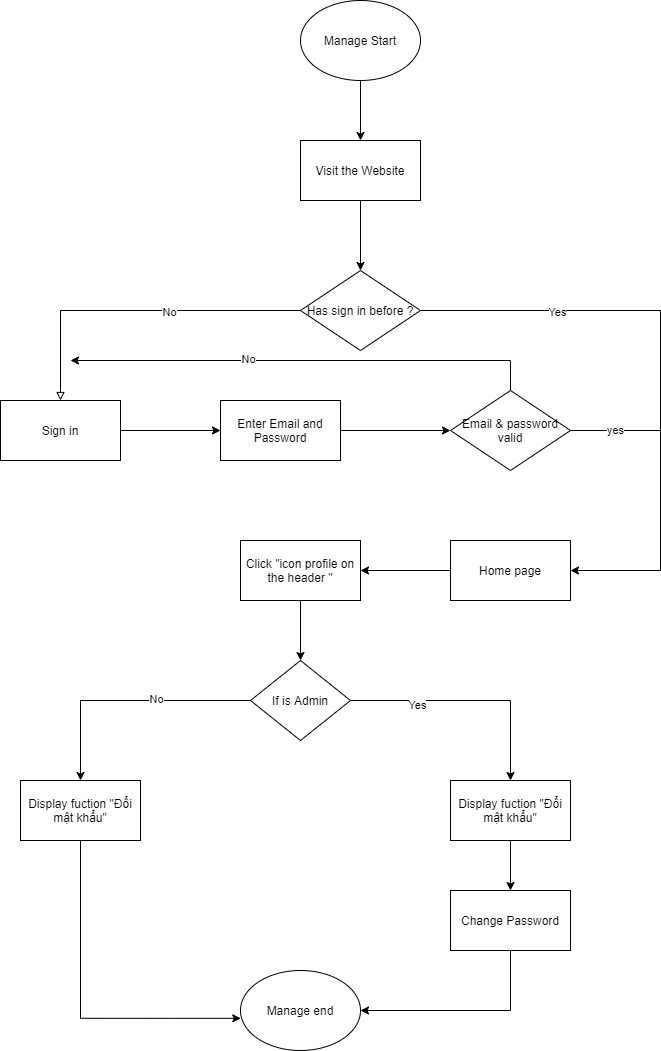 Manage Start
Visit the Website
Has sign in before ?
No
Yes
No
Sign in
Enter Email and
Password
Email & password
valid
yes
Click "icon profile on
the header "
Home page
If is Admin
No
Yes
Display fuction "Đổi
mật khẩu"
Display fuction "Đổi
mật khẩu"
Change Password
Manage end